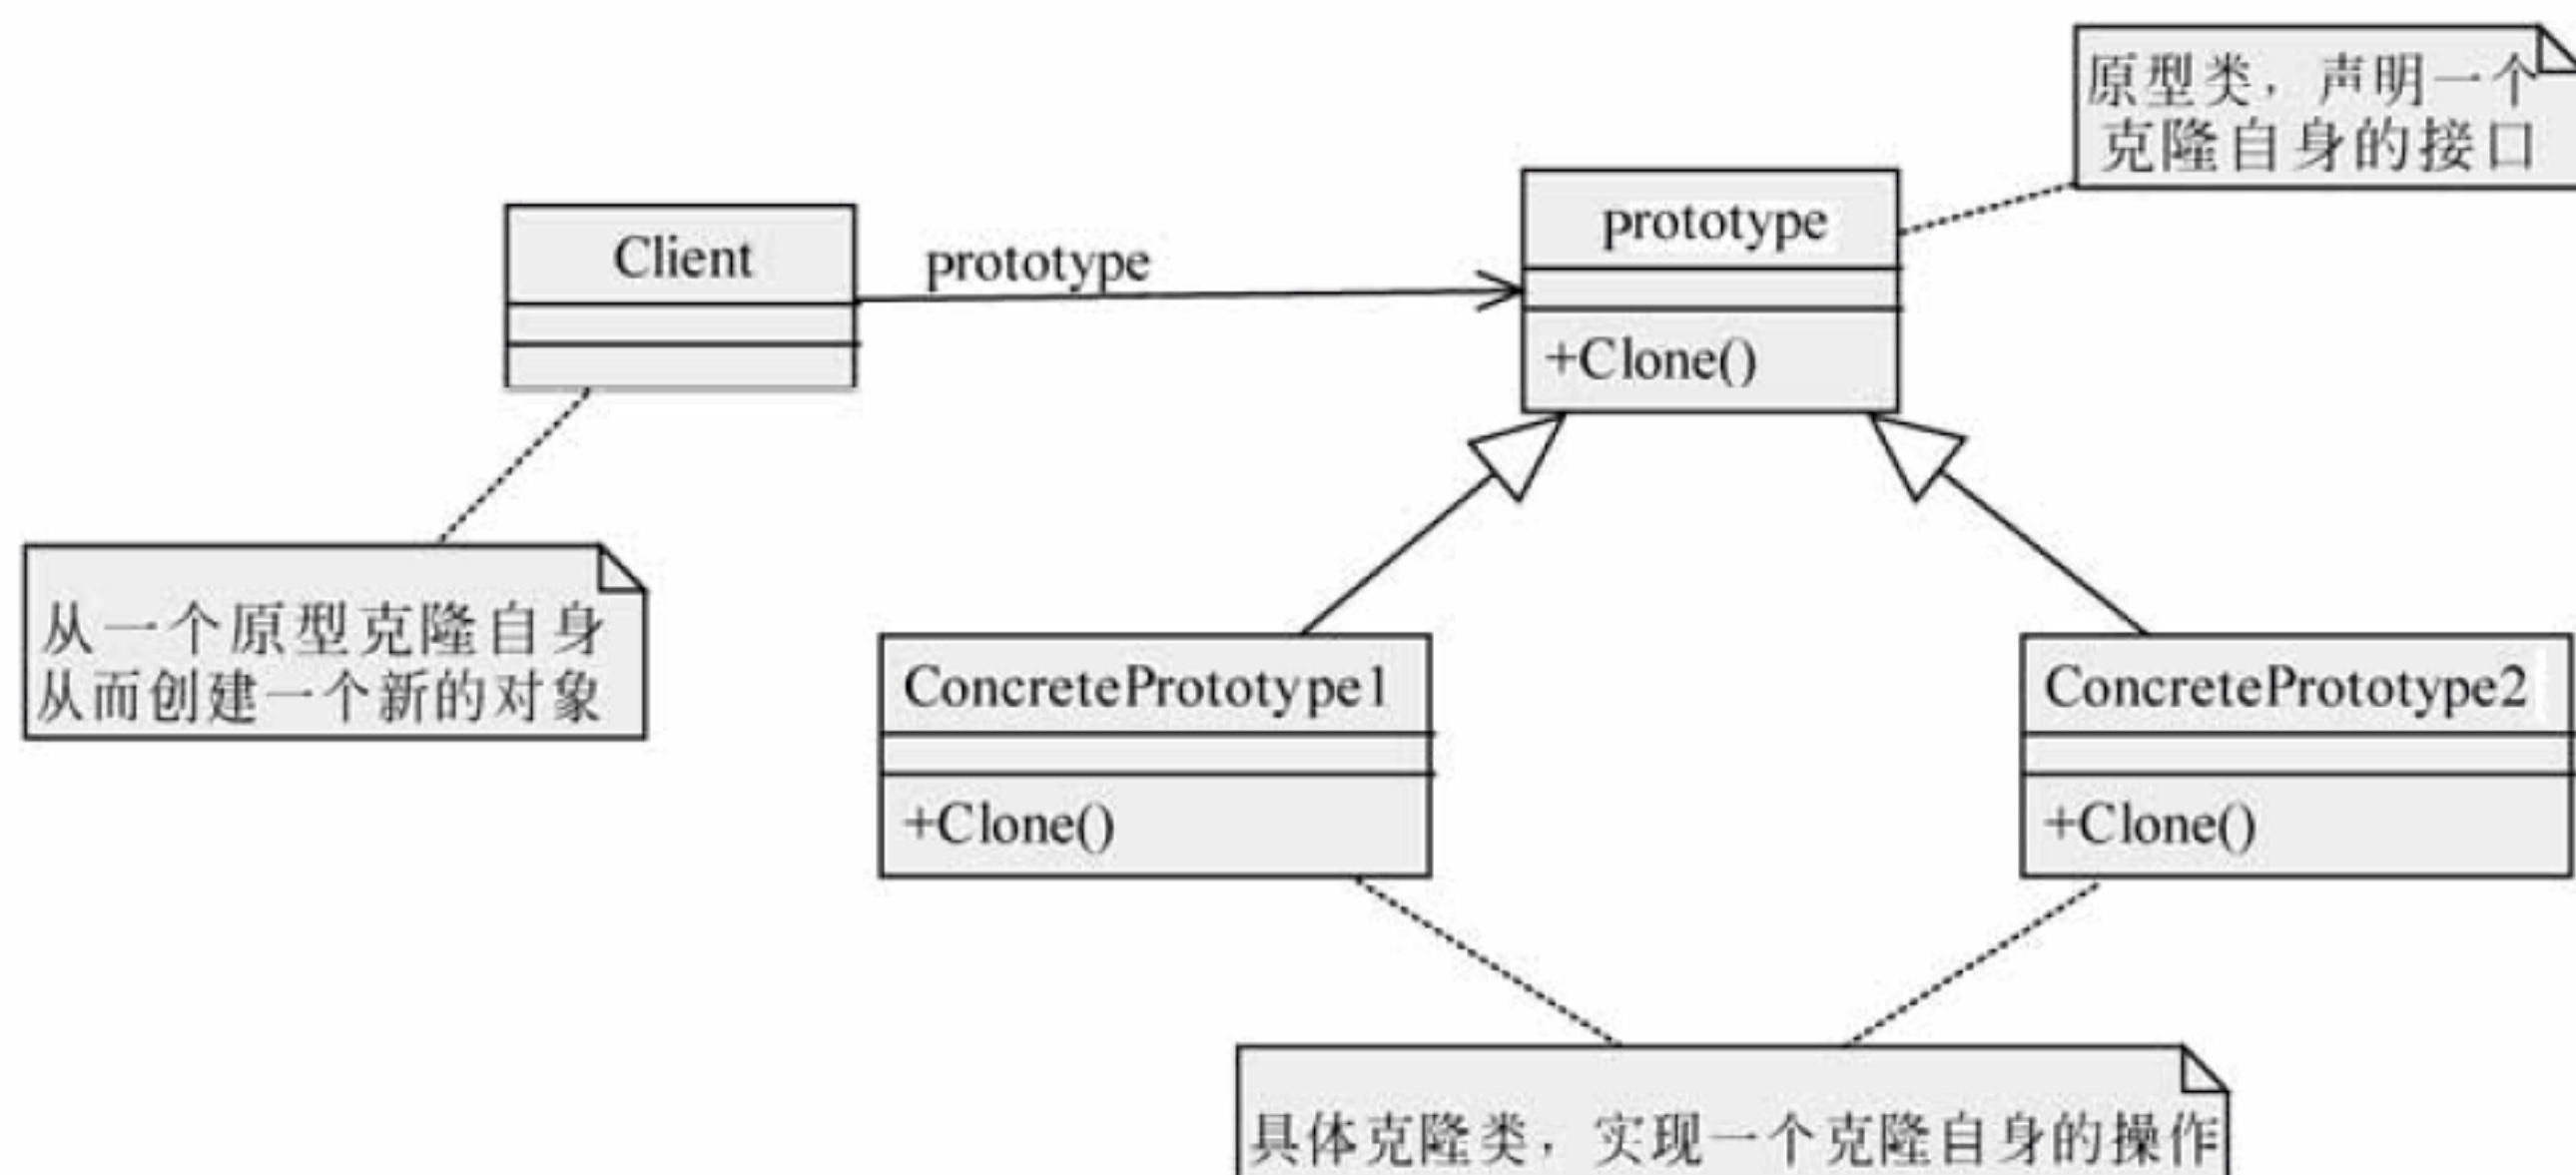 原型类，声明一个
克隆自身的接口
prototype
Client
prototype
+Clone()
从一个原型克隆自身
从而创建一个新的对象
ConcretePrototype1
ConcretePrototype2
+Clone()
+Clone()
具体克隆类，实现一个克隆自身的操作